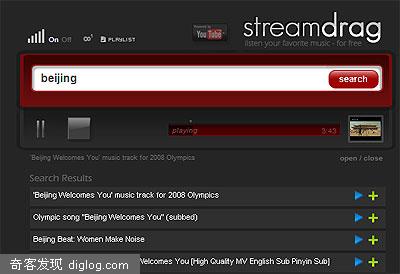 On Off
PLAYLIST
Powered by
YouTube
streamdrag
listen your favorite music - for free
beijing
search
playing
3:43
'Beijing Welcomes You' music track for 2008 Olympics
open / close
Search Results
'Beijing Welcomes You' music track for 2008 Olympics
Olympic song "Beijing Welcomes You" (subbed)
Beijing Beat: Women Make Noise
Welcomes You [High Quality MV English Sub Pinyin Sub]
奇客发现 diglog.com